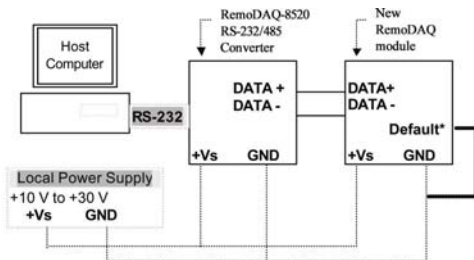 RemoDAQ-8520
RS-232/485
Converter
New
RemoDAQ
module
Host
Computer
RS-232
DATA +
DATA -
+Vs GND
DATA+
DATA -
Default*
+Vs GND
Local Power Supply
+10 V to +30 V
+Vs GND